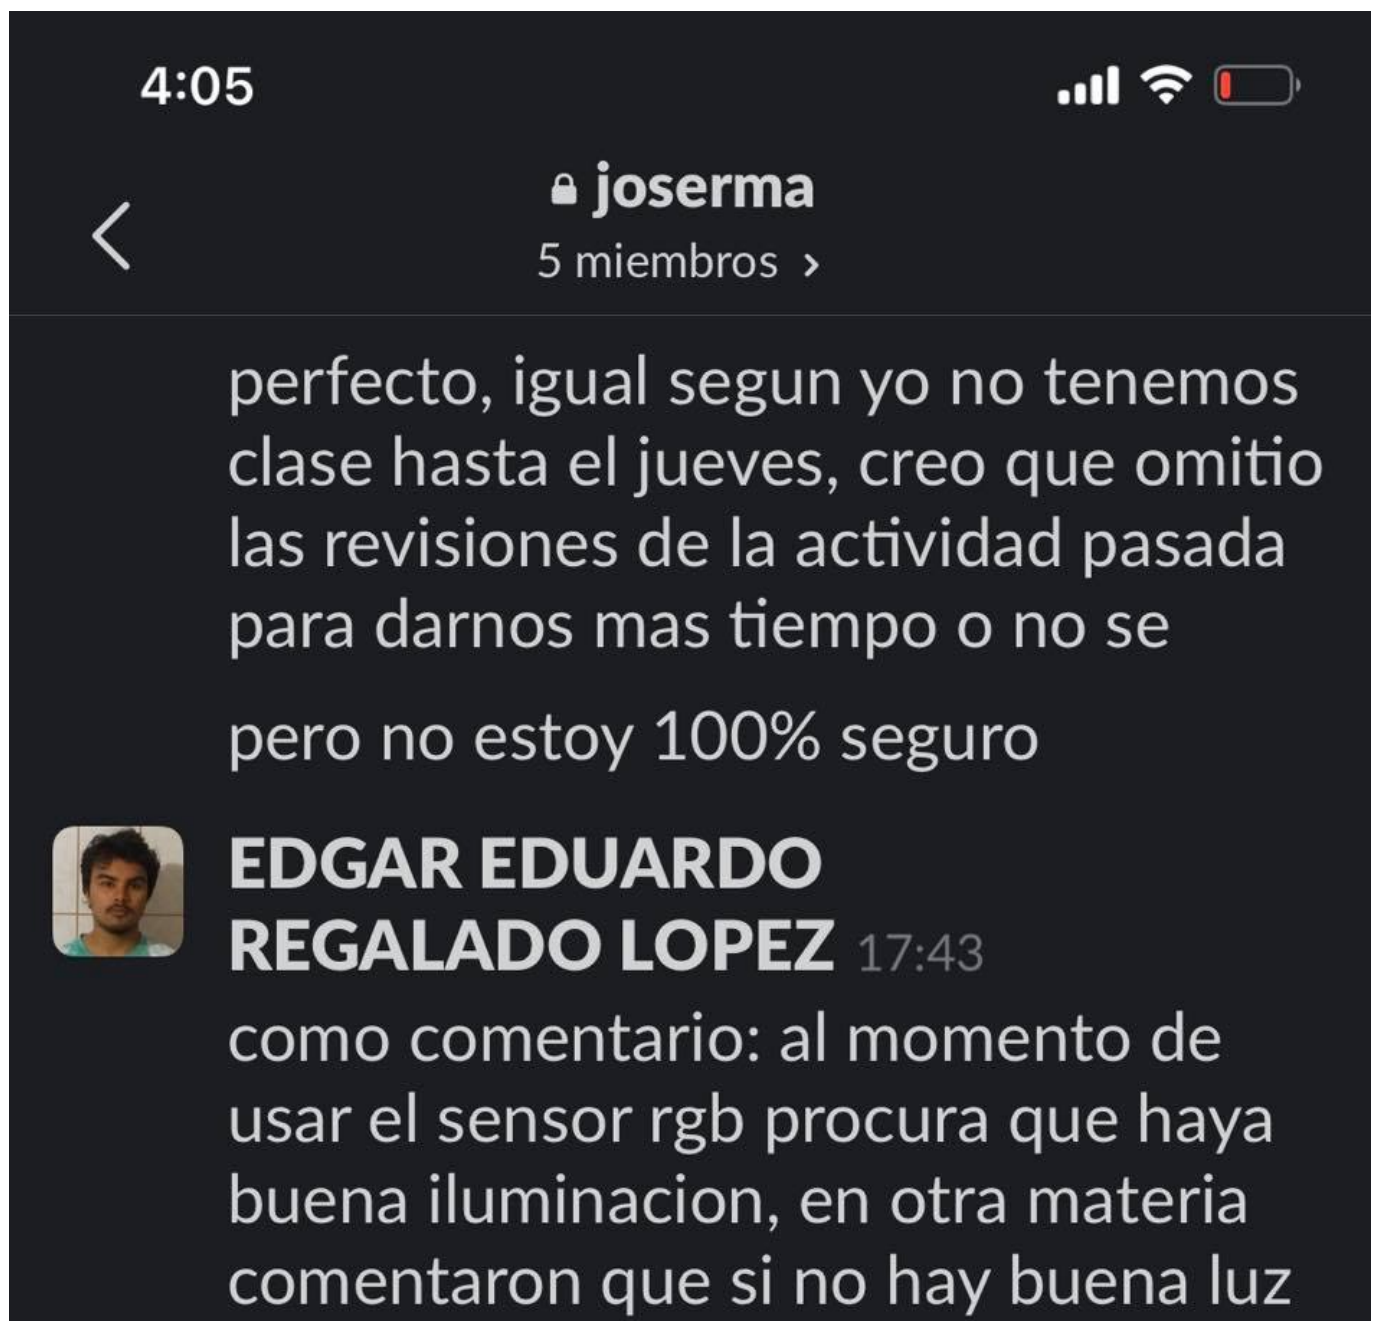 4:05
joserma
5 miembros >
perfecto, igual segun yo no tenemos
clase hasta el jueves, creo que omitio
las revisiones de la actividad pasada
para darnos mas tiempo o no se
pero no estoy 100% seguro
EDGAR EDUARDO
REGALADO LOPEZ 17:43
como comentario: al momento de
usar el sensor rgb procura que haya
buena iluminacion, en otra materia
comentaron que si no hay buena luz